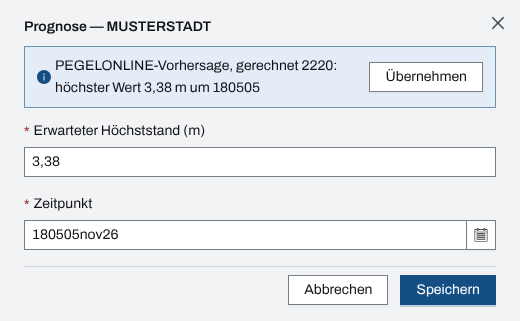 Prognose — MUSTERSTADT
PEGELONLINE-Vorhersage, gerechnet 2220:
höchster Wert 3,38 m um 180505
Übernehmen
* Erwarteter Höchststand (m)
3,38
* Zeitpunkt
180505nov26
Abbrechen
Speichern